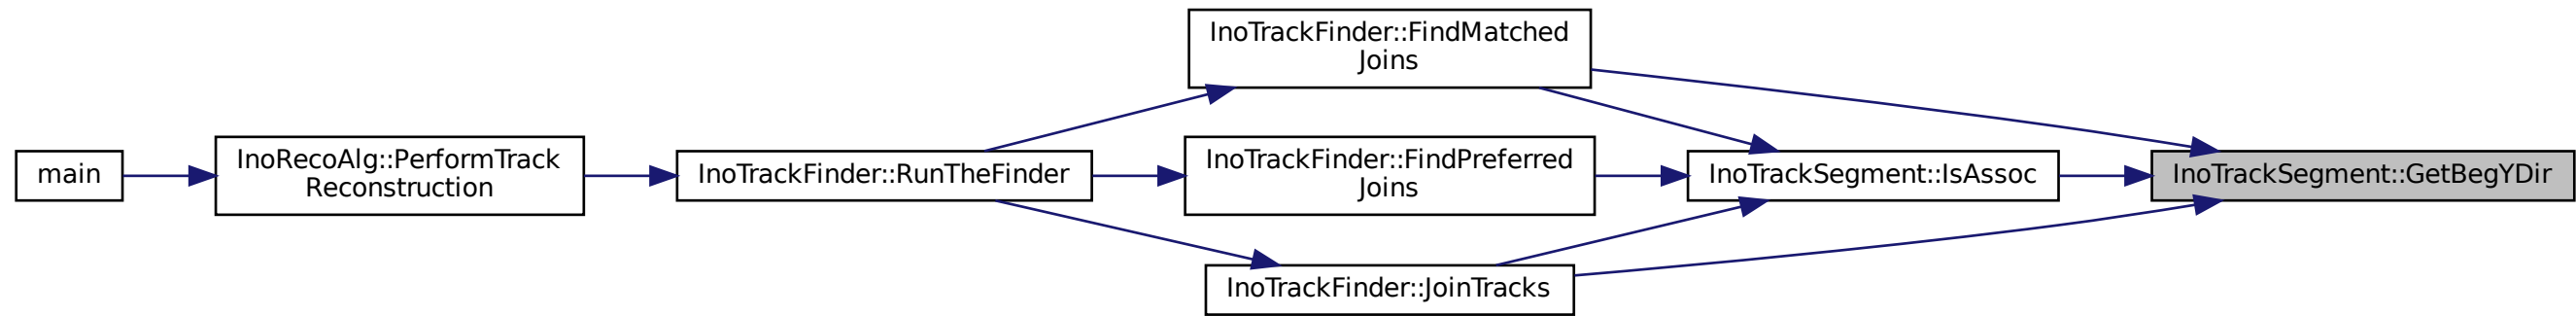 main
InoRecoAlg::PerformTrack
Reconstruction
InoTrackFinder::RunTheFinder
InoTrackFinder::FindMatched
Joins
InoTrackFinder::FindPreferred
Joins
InoTrackFinder::JoinTracks
InoTrackSegment::IsAssoc
InoTrackSegment::GetBegYDir